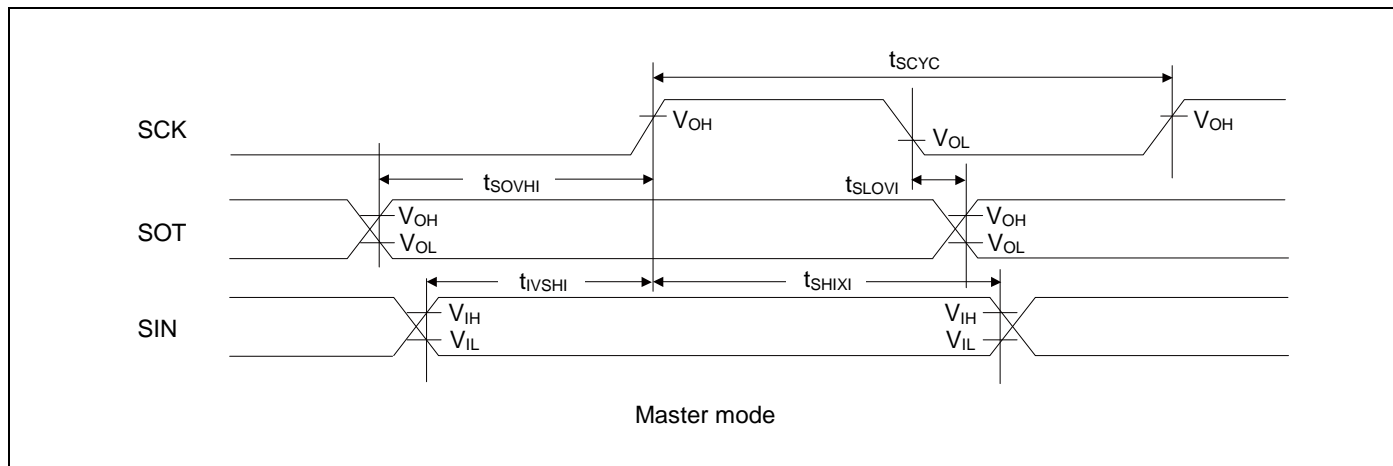 tSCYC
SCK
VOH
VOL
VOH
tSOVHI
tSLOVI
SOT
VOH
VOL
VOH
VOL
tIVSHI
tSHIXI
SIN
VIH
VIL
VIH
VIL
Master mode